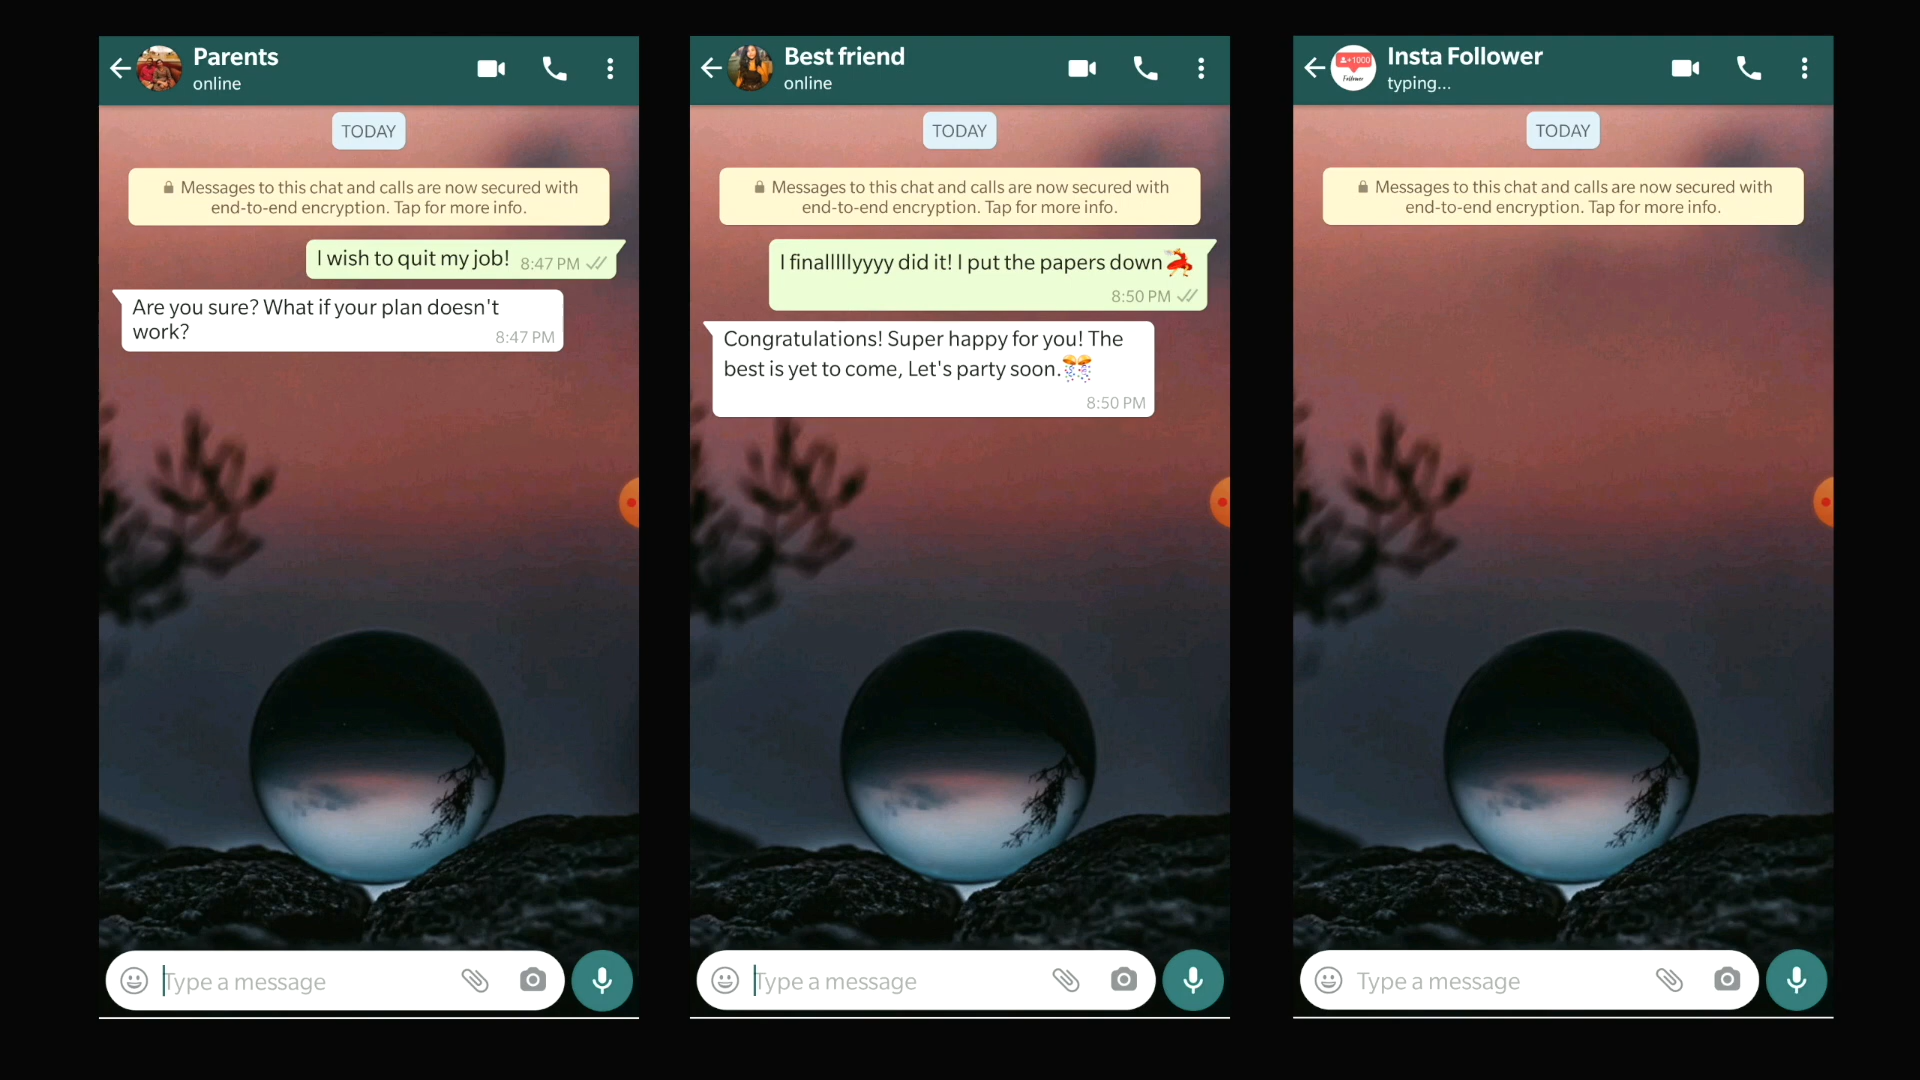 Parents
online
TODAY
Messages to this chat and calls are now secured with
end-to-end encryption. Tap for more info.
I wish to quit my job! 8:47 PM
Are you sure? What if your plan doesn't
work? 8:47 PM
Type a message
Best friend
online
TODAY
Messages to this chat and calls are now secured with
end-to-end encryption. Tap for more info.
I finalllllyyyy did it! I put the papers down💃
8:50 PM
Congratulations! Super happy for you! The
best is yet to come, Let's party soon.🎊
8:50 PM
Type a message
+1000
Follower
Insta Follower
typing...
TODAY
Messages to this chat and calls are now secured with
end-to-end encryption. Tap for more info.
Type a message